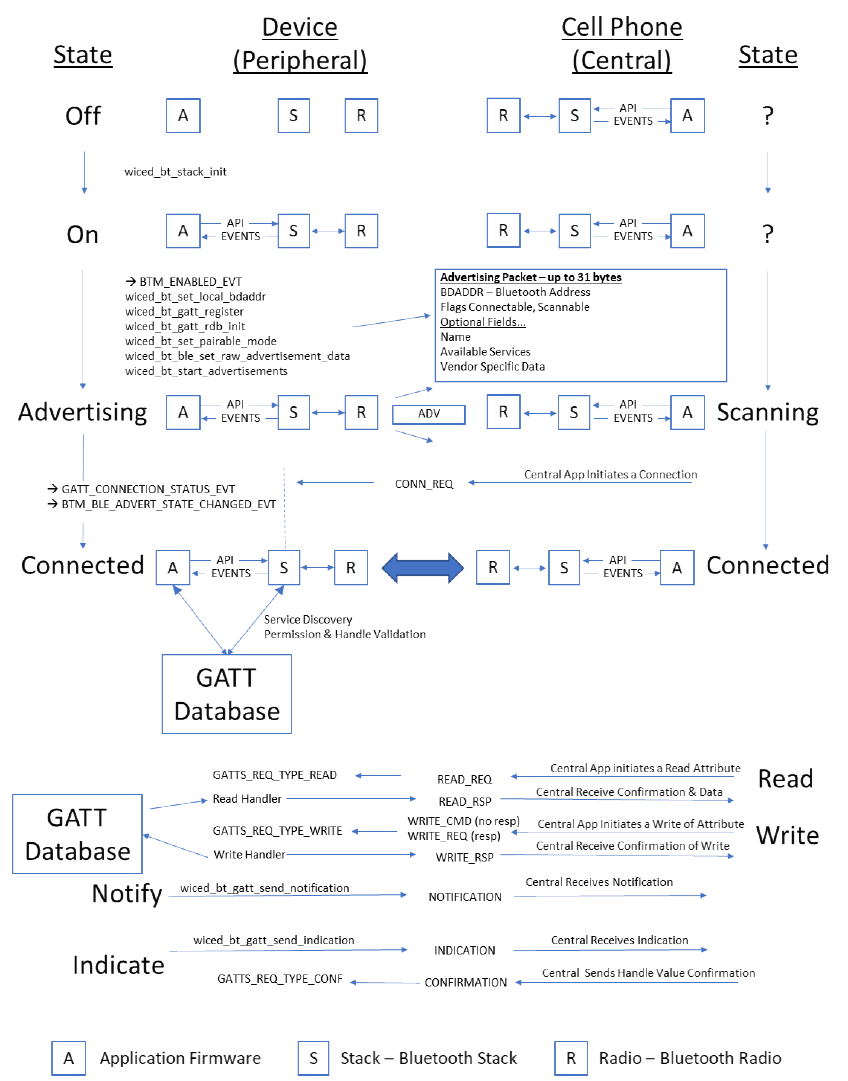 State
Device
(Peripheral)
Cell Phone
(Central)
State
Off
A
S
R
R
S
API
EVENTS
A
?
wiced_bt_stack_init
On
A
API
EVENTS
S
R
R
S
API
EVENTS
A
?
→ BTM_ENABLED_EVT
wiced_bt_set_local_bdaddr
wiced_bt_gatt_register
wiced_bt_gatt_rdb_init
wiced_bt_set_pairable_mode
wiced_bt_ble_set_raw_advertisement_data
wiced_bt_start_advertisements
Advertising Packet – up to 31 bytes
BDADDR – Bluetooth Address
Flags Connectable, Scannable
Optional Fields...
Name
Available Services
Vendor Specific Data
Advertising
A
API
EVENTS
S
R
ADV
R
S
API
EVENTS
A
Scanning
→ GATT_CONNECTION_STATUS_EVT
→ BTM_BLE_ADVERT_STATE_CHANGED_EVT
CONN_REQ
Central App Initiates a Connection
Connected
A
API
EVENTS
S
R
R
S
API
EVENTS
A
Connected
Service Discovery
Permission & Handle Validation
GATT
Database
GATTS_REQ_TYPE_READ
READ_REQ
Central App initiates a Read Attribute
Read
Read Handler
READ_RSP
Central Receive Confirmation & Data
GATT
Database
GATTS_REQ_TYPE_WRITE
WRITE_CMD (no resp)
WRITE_REQ (resp)
Central App Initiates a Write of Attribute
Write
Write Handler
WRITE_RSP
Central Receive Confirmation of Write
Notify
wiced_bt_gatt_send_notification
NOTIFICATION
Central Receives Notification
Indicate
wiced_bt_gatt_send_indication
INDICATION
Central Receives Indication
GATTS_REQ_TYPE_CONF
CONFIRMATION
Central Sends Handle Value Confirmation
A
Application Firmware
S
Stack – Bluetooth Stack
R
Radio – Bluetooth Radio